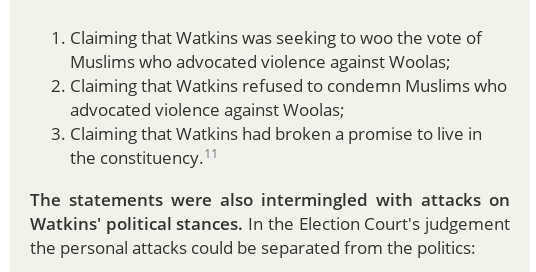 1. Claiming that Watkins was seeking to woo the vote of
Muslims who advocated violence against Woolas;
2. Claiming that Watkins refused to condemn Muslims who
advocated violence against Woolas;
3. Claiming that Watkins had broken a promise to live in
the constituency.11
The statements were also intermingled with attacks on
Watkins' political stances. In the Election Court's judgement
the personal attacks could be separated from the politics: